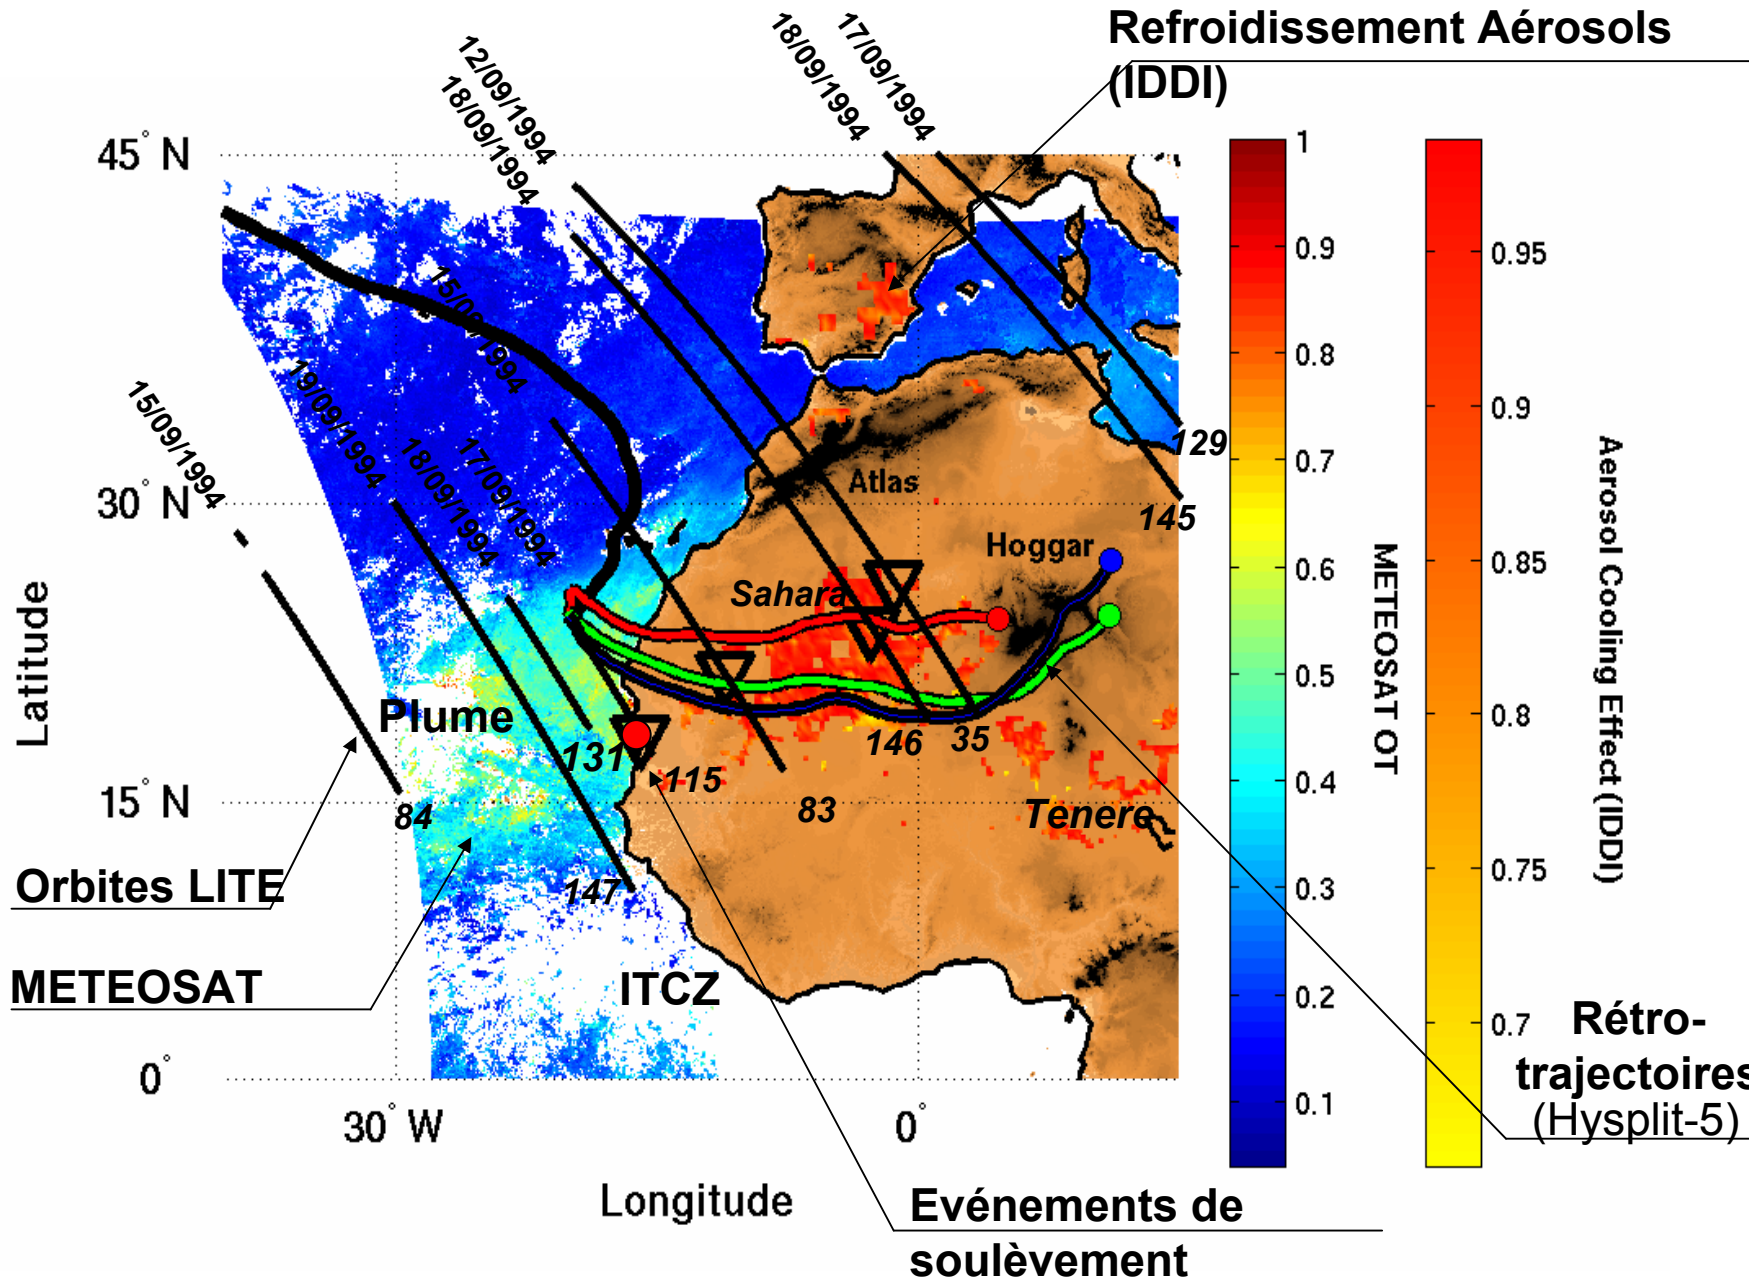 Refroidissement Aérosols
(IDDI)
17/09/1994
18/09/1994
12/09/1994
18/09/1994
15/09/1994
19/09/1994
18/09/1994
17/09/1994
15/09/1994
45° N
30° N
15° N
0°
Latitude
30° W
0°
Longitude
Atlas
Hoggar
Sahara
Tenere
Plume
ITCZ
129
145
146
35
131
115
83
84
147
Orbites LITE
METEOSAT
Evénements de
soulèvement
Rétro-
trajectoires
(Hysplit-5)
1
0.9
0.8
0.7
0.6
0.5
0.4
0.3
0.2
0.1
METEOSAT OT
0.95
0.9
0.85
0.8
0.75
0.7
Aerosol Cooling Effect (IDDI)